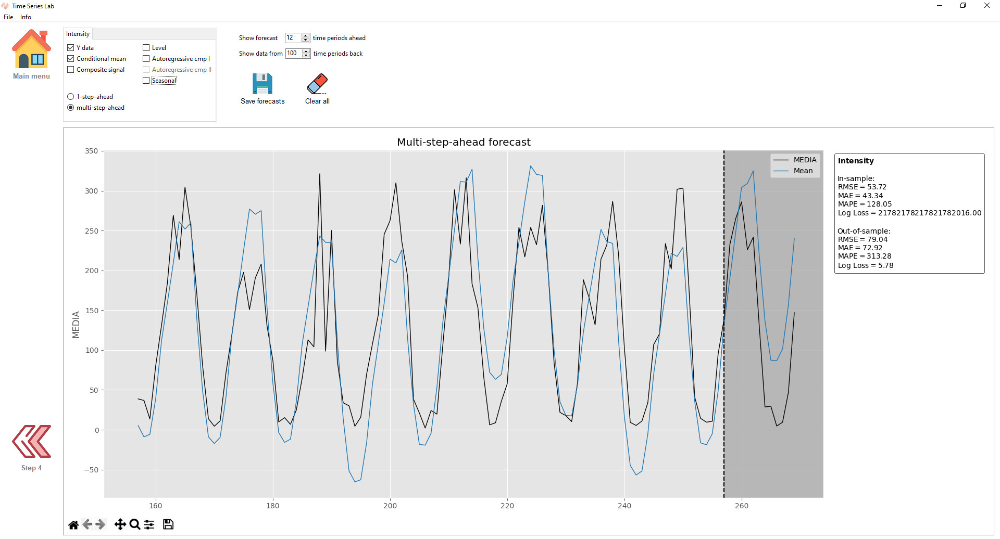 Time Series Lab
File Info
Main menu
Intensity
Y data
Level
Conditional mean
Autoregressive cmp I
Composite signal
Autoregressive cmp II
Seasonal
1-step-ahead
multi-step-ahead
Show forecast 12 time periods ahead
Show data from 100 time periods back
Save forecasts
Clear all
Multi-step-ahead forecast
350
300
250
200
150
100
50
0
−50
MEDIA
160 180 200 220 240 260
MEDIA
Mean
Intensity
In-sample:
RMSE = 53.72
MAE = 43.34
MAPE = 128.05
Log Loss = 21782178217821782016.00
Out-of-sample:
RMSE = 79.04
MAE = 72.92
MAPE = 313.28
Log Loss = 5.78
Step 4